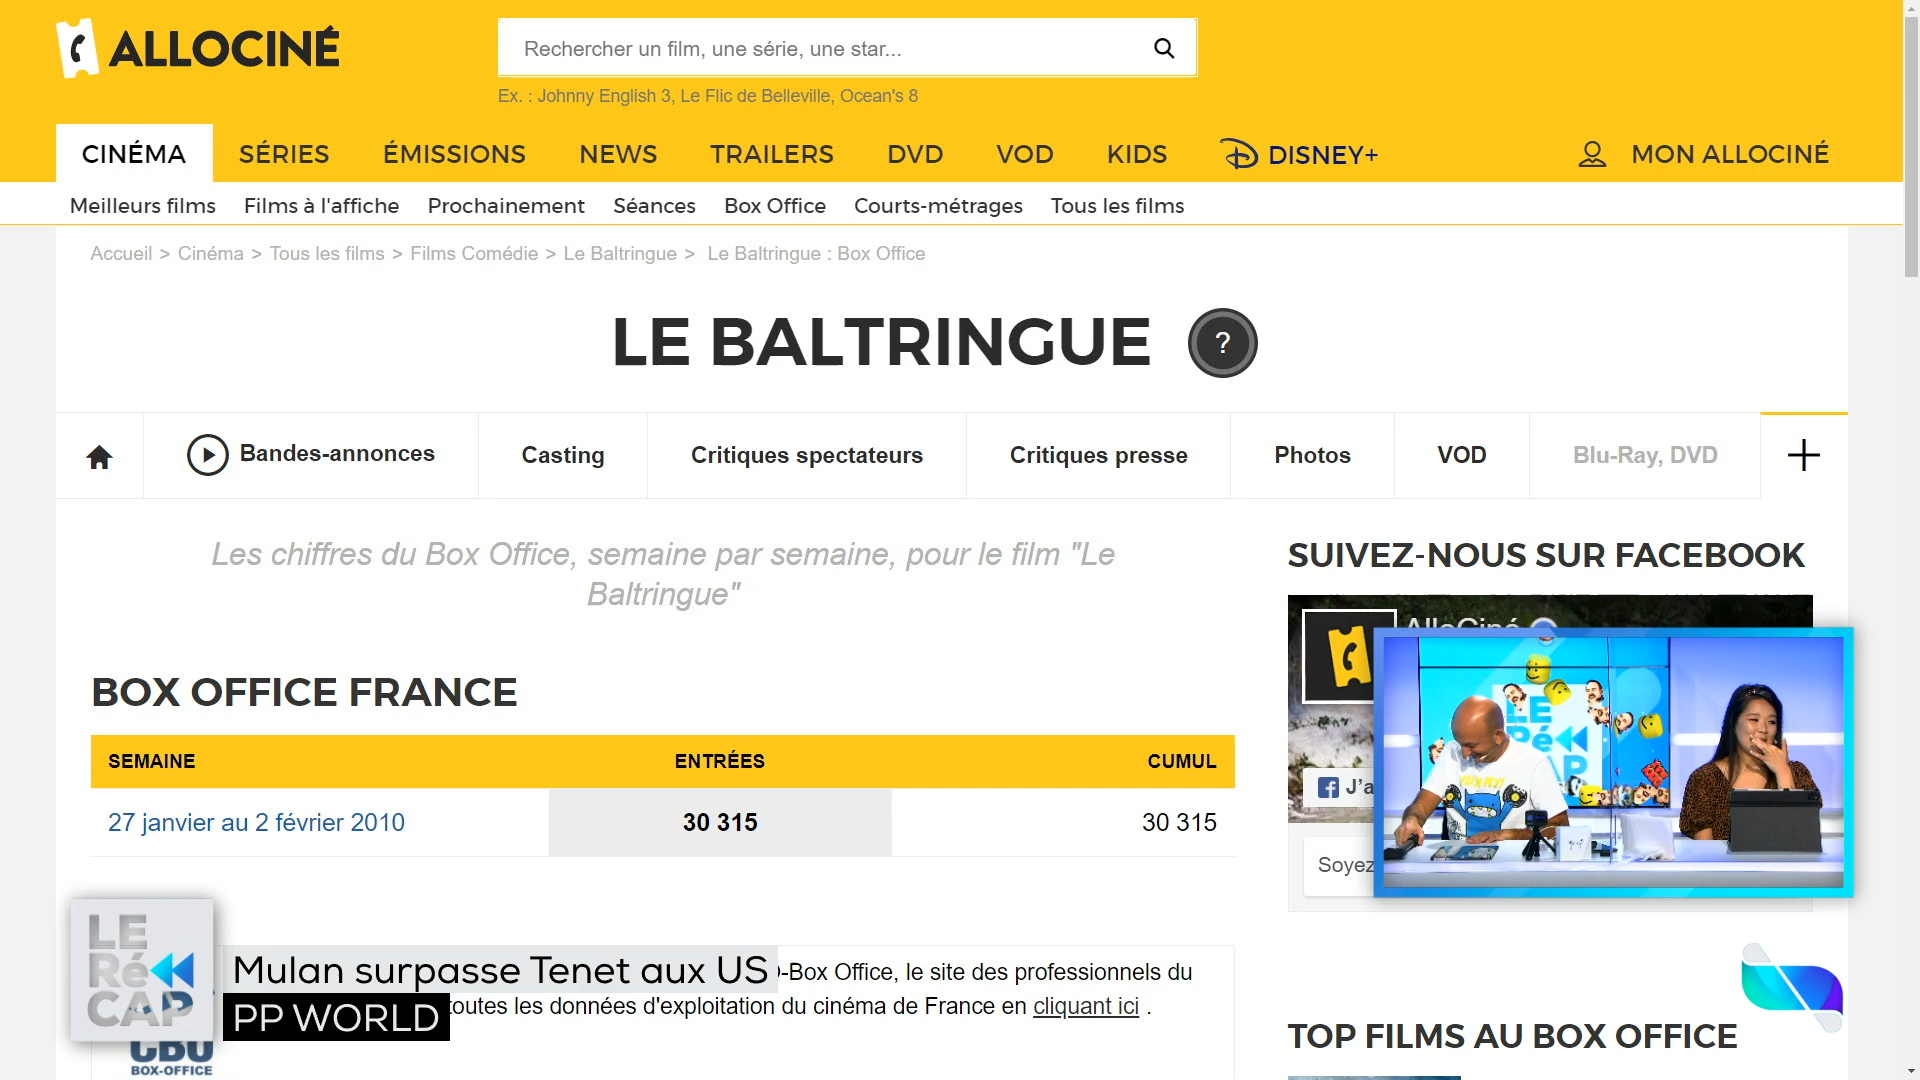 ALLOCINÉ
Rechercher un film, une série, une star...
Ex. : Johnny English 3, Le Flic de Belleville, Ocean's 8
CINÉMA SÉRIES ÉMISSIONS NEWS TRAILERS DVD VOD KIDS DISNEY+ MON ALLOCINÉ
Meilleurs films Films à l'affiche Prochainement Séances Box Office Courts-métrages Tous les films
Accueil > Cinéma > Tous les films > Films Comédie > Le Baltringue > Le Baltringue : Box Office
LE BALTRINGUE ?
Bandes-annonces Casting Critiques spectateurs Critiques presse Photos VOD Blu-Ray, DVD
Les chiffres du Box Office, semaine par semaine, pour le film "Le
Baltringue"
SUIVEZ-NOUS SUR FACEBOOK
AlloCiné
J'a
Soyez
BOX OFFICE FRANCE
SEMAINE ENTRÉES CUMUL
27 janvier au 2 février 2010 30 315 30 315
LE
Ré
CAP
LE
Ré
CAP
Mulan surpasse Tenet aux US
PP WORLD
-Box Office, le site des professionnels du
toutes les données d'exploitation du cinéma de France en cliquant ici .
CBO
BOX-OFFICE
TOP FILMS AU BOX OFFICE